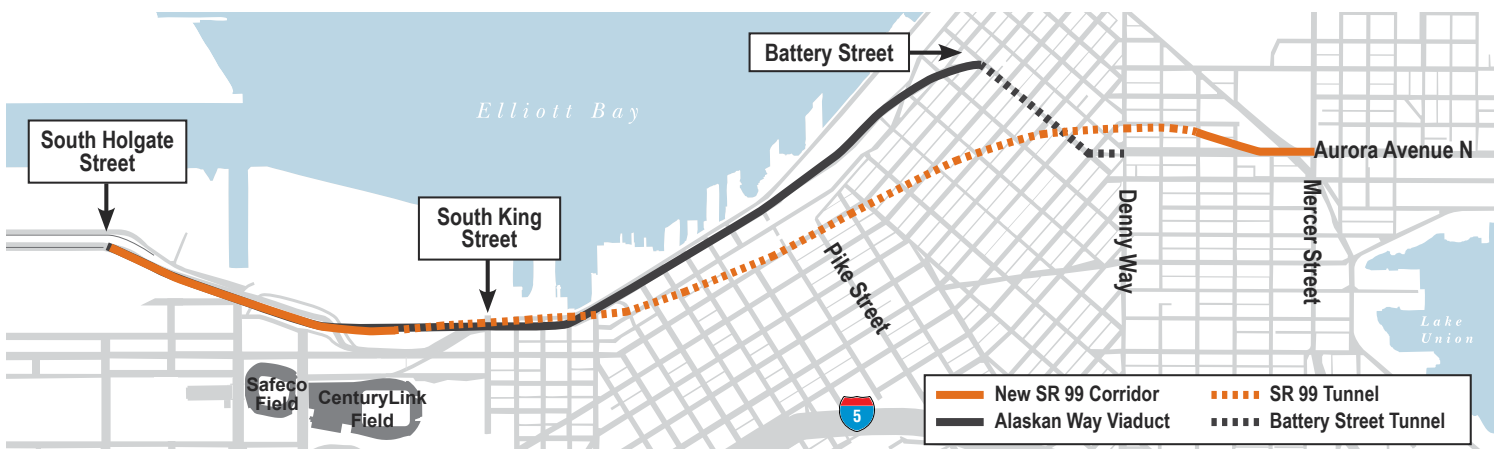 Battery Street
Elliott Bay
South Holgate
Street
Aurora Avenue N
South King
Street
Denny Way
Mercer Street
Pike Street
Lake
Union
Safeco
Field
CenturyLink
Field
5
New SR 99 Corridor
SR 99 Tunnel
Alaskan Way Viaduct
Battery Street Tunnel